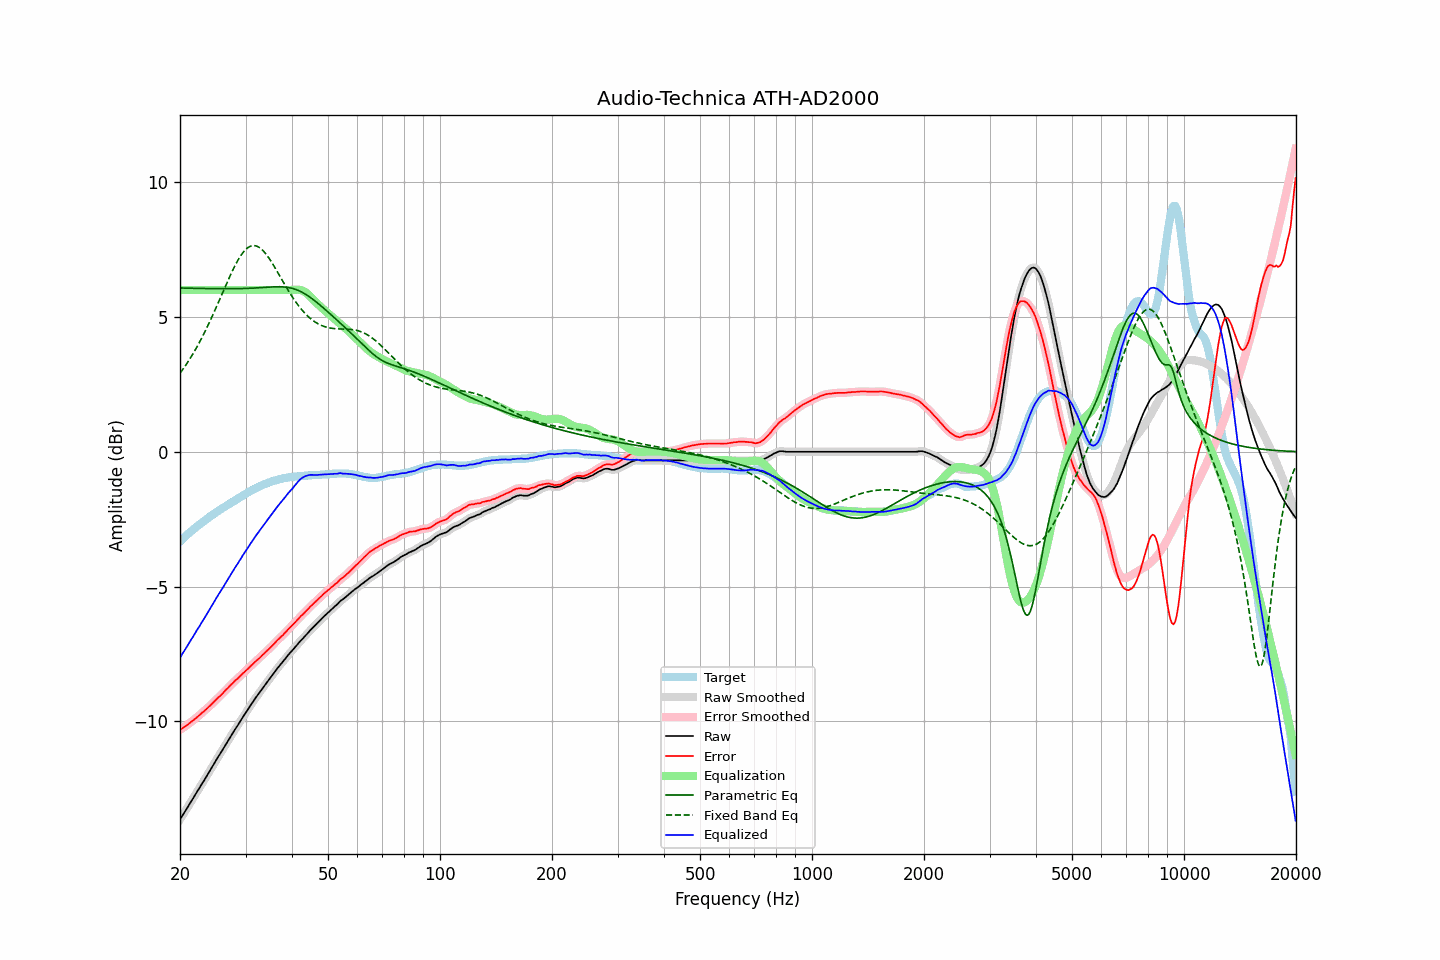 Audio-Technica ATH-AD2000
Amplitude (dBr)
10
5
0
−5
−10
20
50
100
200
500
1000
2000
5000
10000
20000
Frequency (Hz)
Target
Raw Smoothed
Error Smoothed
Raw
Error
Equalization
Parametric Eq
Fixed Band Eq
Equalized